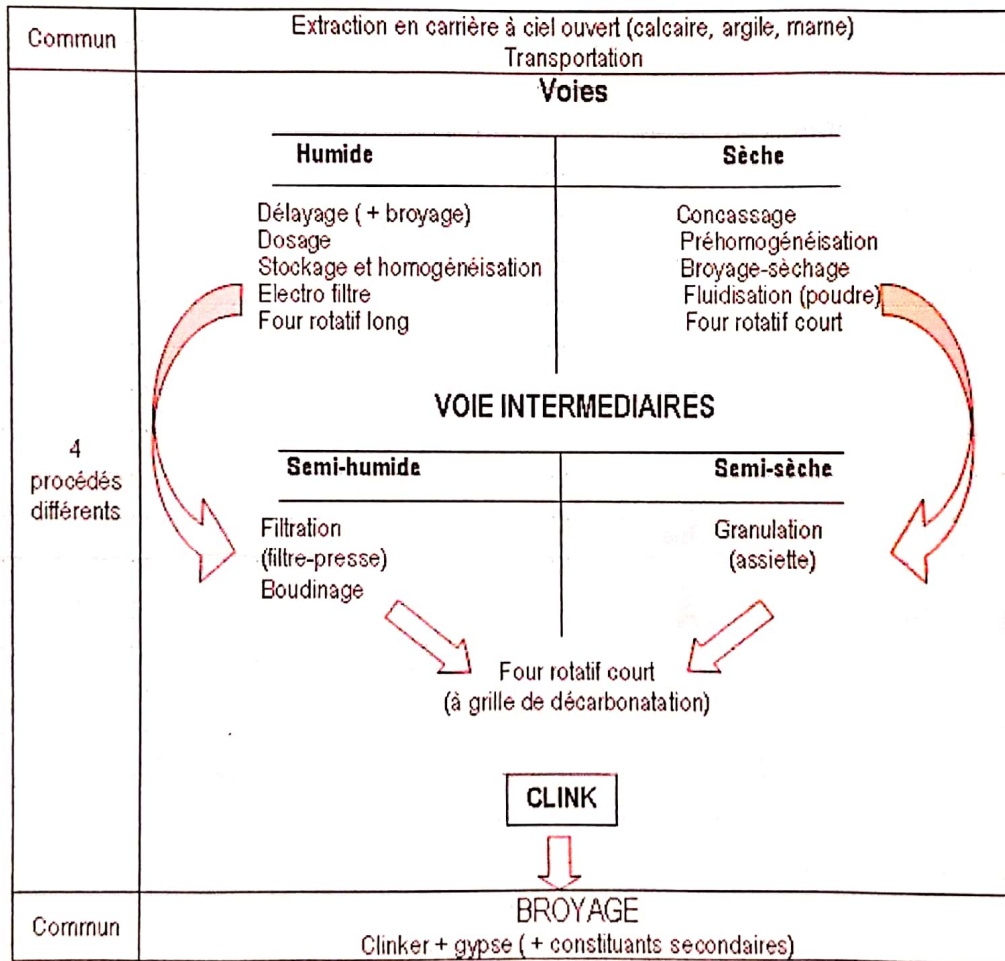 Commun
Extraction en carrière à ciel ouvert (calcaire, argile, marne)
Transportation
4
procédés
différents
Voies
Humide
Sèche
Délayage ( + broyage)
Dosage
Stockage et homogénéisation
Electro filtre
Four rotatif long
Concassage
Préhomogénéisation
Broyage-sèchage
Fluidisation (poudre)
Four rotatif court
VOIE INTERMEDIAIRES
Semi-humide
Semi-sèche
Filtration
(filtre-presse)
Boudinage
Granulation
(assiette)
Four rotatif court
(à grille de décarbonatation)
CLINK
Commun
BROYAGE
Clinker + gypse ( + constituants secondaires)